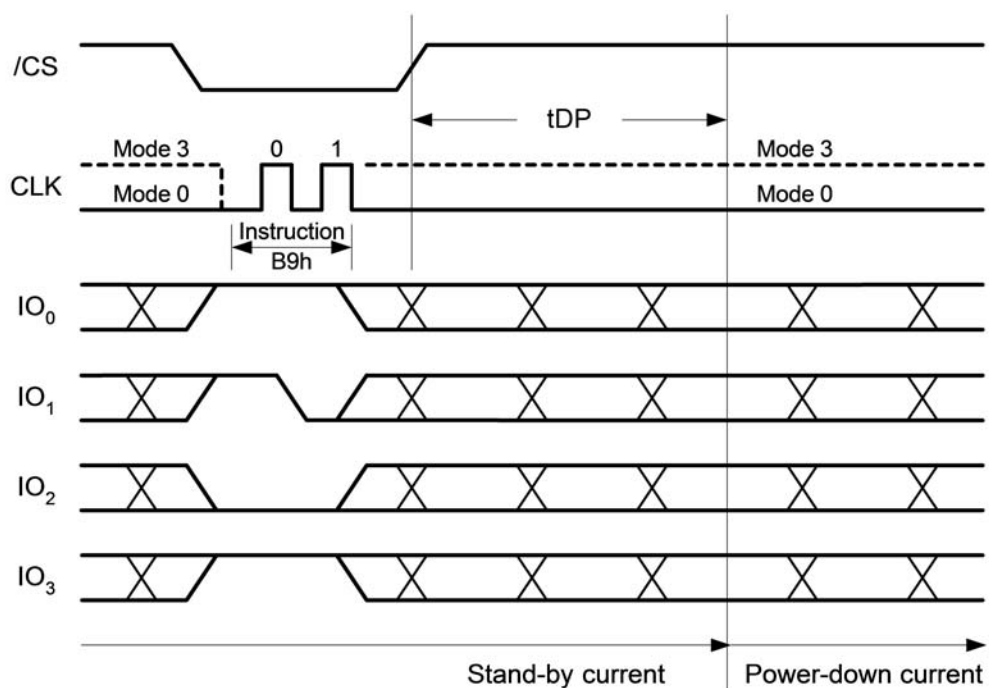 /CS
tDP
Mode 3 0 1 Mode 3
CLK
Mode 0 Mode 0
Instruction
B9h
IO0
IO1
IO2
IO3
Stand-by current Power-down current